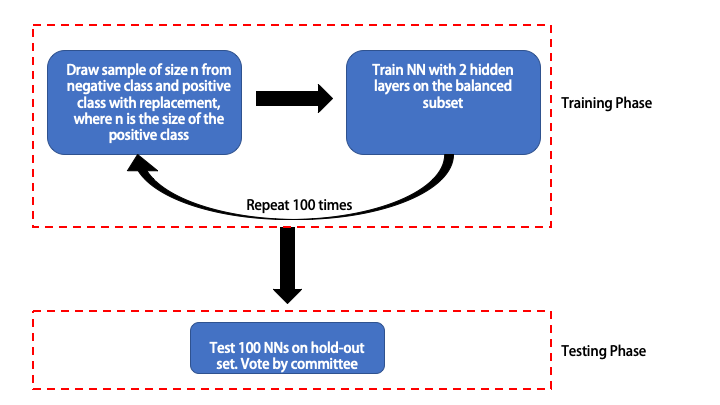 Draw sample of size n from
negative class and positive
class with replacement,
where n is the size of the
positive class
Train NN with 2 hidden
layers on the balanced
subset
Training Phase
Repeat 100 times
Test 100 NNs on hold-out
set. Vote by committee
Testing Phase